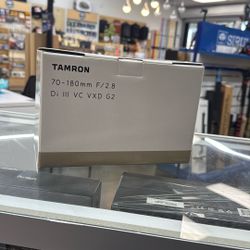 TAMRON
70-180mm F/2.8
Di III VC VXD G2